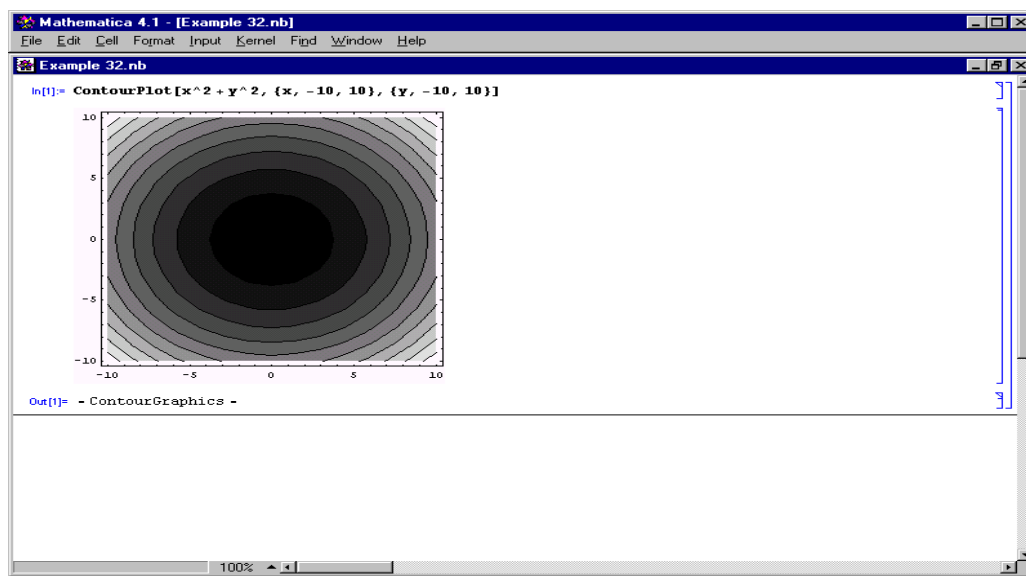 Mathematica 4.1 - [Example 32.nb]
File Edit Cell Format Input Kernel Find Window Help
Example 32.nb
In[1]:= ContourPlot[x^2 + y^2, {x, -10, 10}, {y, -10, 10}]
10
5
0
-5
-10
-10 -5 0 5 10
Out[1]= - ContourGraphics -
100%